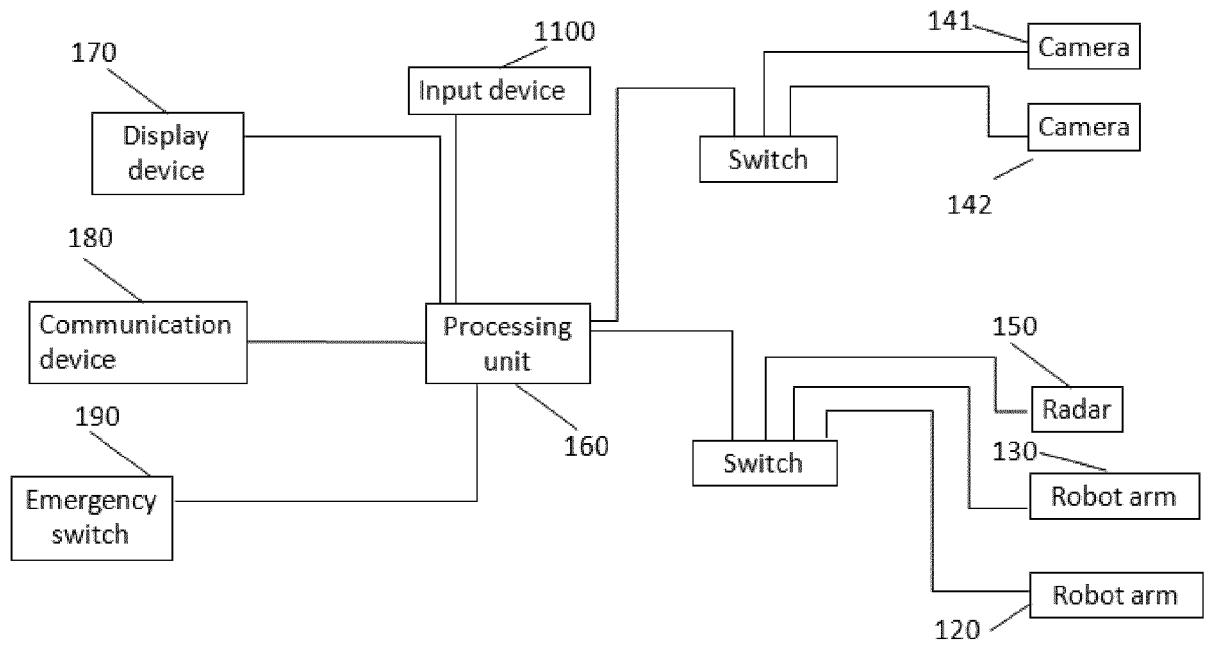 141
Camera
1100
170
Input device
Camera
Display
device
Switch
142
180
Communication
device
Processing
unit
150
Radar
190
160
130
Switch
Emergency
switch
Robot arm
Robot arm
120